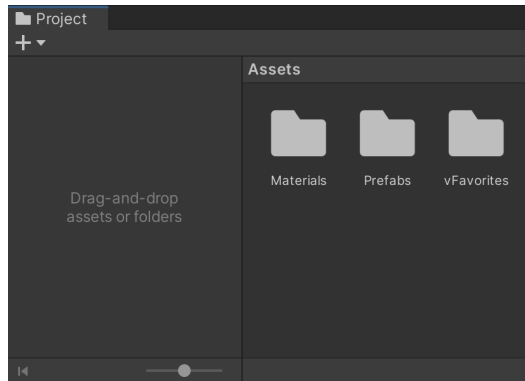 Project
Assets
Materials
Prefabs
vFavorites
Drag-and-drop
assets or folders